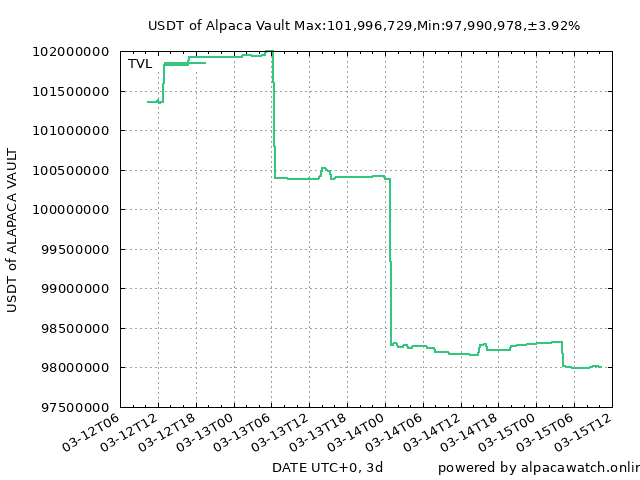 USDT of Alpaca Vault Max:101,996,729,Min:97,990,978,±3.92%
TVL
102000000
101500000
101000000
100500000
100000000
99500000
99000000
98500000
98000000
97500000
USDT of ALAPACA VAULT
03-12T06
03-12T12
03-12T18
03-13T00
03-13T06
03-13T12
03-13T18
03-14T00
03-14T06
03-14T12
03-14T18
03-15T00
03-15T06
03-15T12
DATE UTC+0, 3d
powered by alpacawatch.onlin